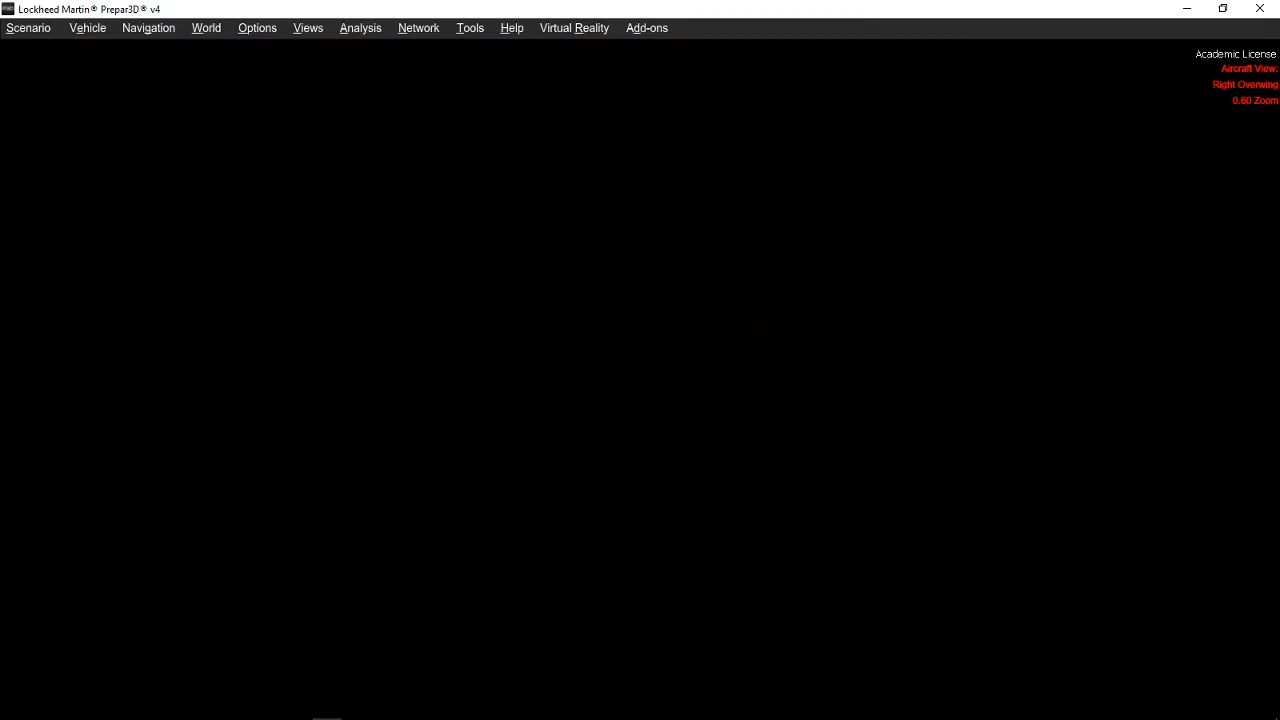 Lockheed Martin® Prepar3D® v4
Scenario Vehicle Navigation World Options Views Analysis Network Tools Help Virtual Reality Add-ons
Academic License
Aircraft View:
Right Overwing
0.60 Zoom